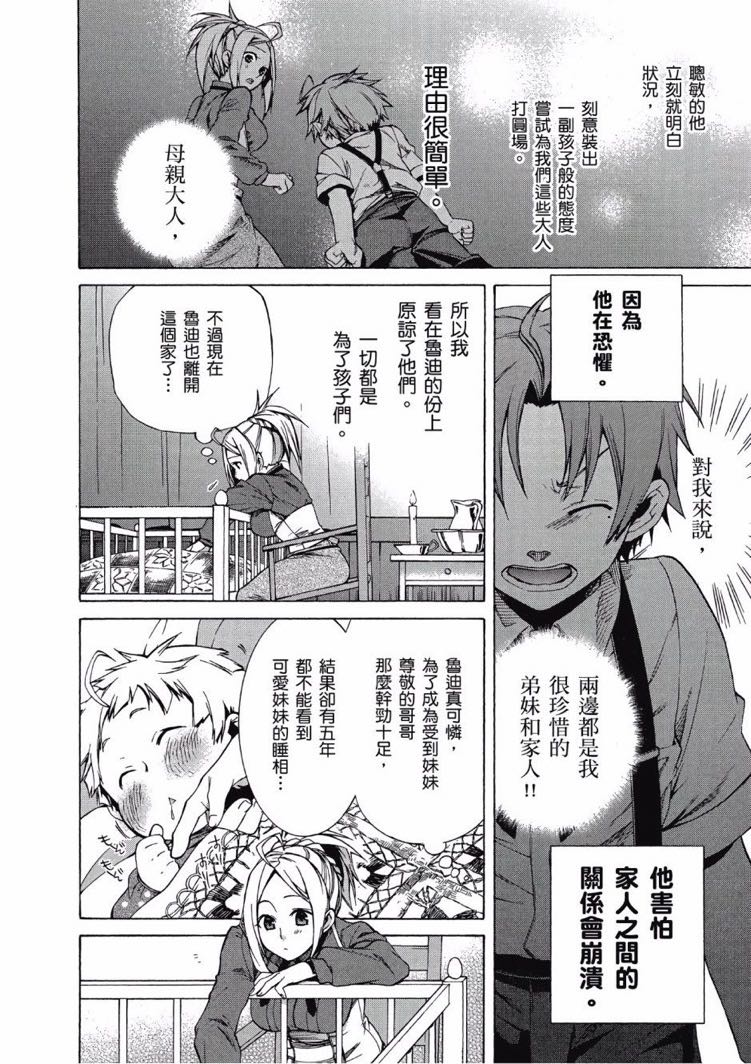 聰敏的他
立刻就明白
狀況，
刻意裝出
一副孩子般的態度
嘗試為我們這些大人
打圓場。
理由很簡單。
母親大人，
因為
他在恐懼。
對我來說，
兩邊都是我
很珍惜的
弟妹和家人!!
他害怕
家人之間的
關係會崩潰。
所以我
看在魯迪的份上
原諒了他們。
一切都是
為了孩子們。
不過現在
魯迪也離開
這個家了…
魯迪真可憐，
為了成為受到妹妹
尊敬的哥哥
那麼幹勁十足，
結果卻有五年
都不能看到
可愛妹妹的睡相…